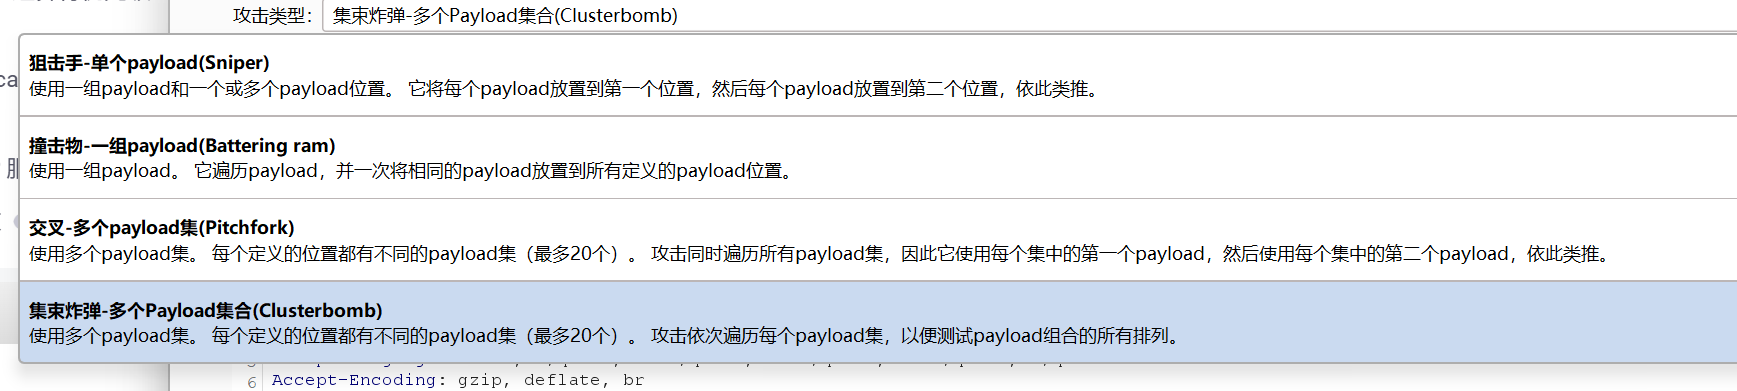 攻击类型： 集束炸弹-多个Payload集合(Clusterbomb)
狙击手-单个payload(Sniper)
使用一组payload和一个或多个payload位置。 它将每个payload放置到第一个位置，然后每个payload放置到第二个位置，依此类推。
撞击物-一组payload(Battering ram)
使用一组payload。 它遍历payload，并一次将相同的payload放置到所有定义的payload位置。
交叉-多个payload集(Pitchfork)
使用多个payload集。 每个定义的位置都有不同的payload集（最多20个）。 攻击同时遍历所有payload集，因此它使用每个集中的第一个payload，然后使用每个集中的第二个payload，依此类推。
集束炸弹-多个Payload集合(Clusterbomb)
使用多个payload集。 每个定义的位置都有不同的payload集（最多20个）。 攻击依次遍历每个payload集，以便测试payload组合的所有排列。
6 Accept-Encoding: gzip, deflate, br